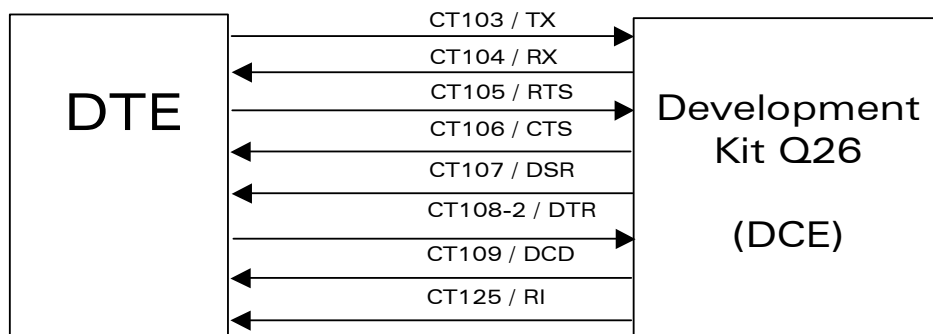 CT103 / TX
CT104 / RX
CT105 / RTS
CT106 / CTS
CT107 / DSR
CT108-2 / DTR
CT109 / DCD
CT125 / RI
DTE
Development
Kit Q26
(DCE)